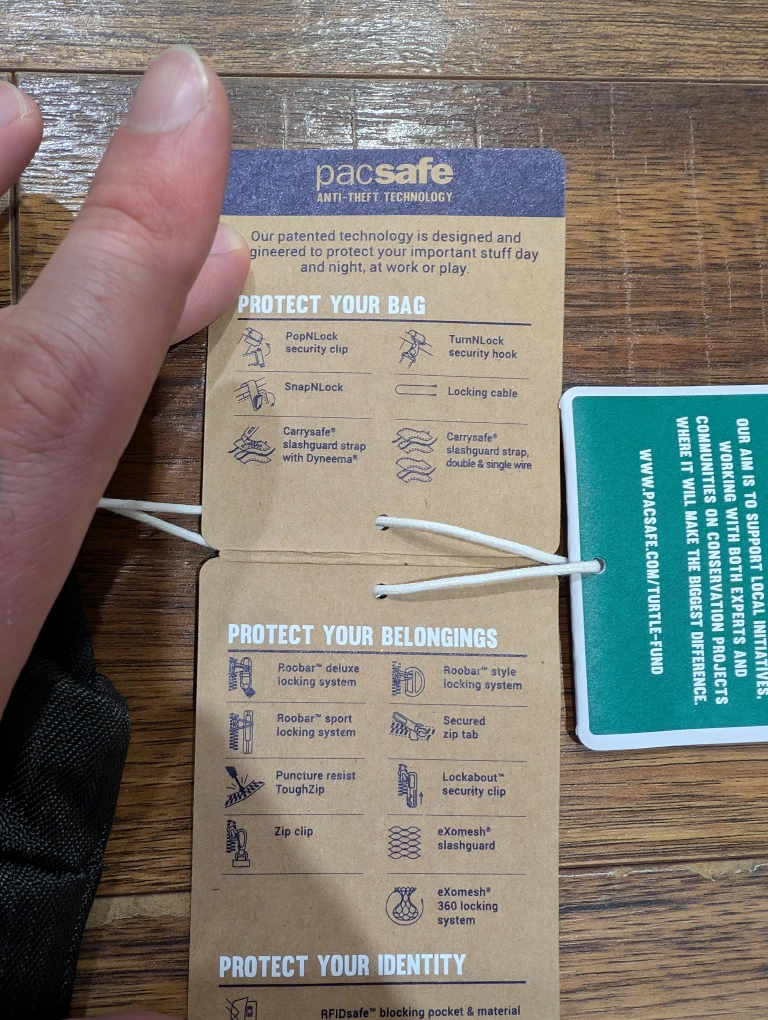 pacsafe
ANTI-THEFT TECHNOLOGY
Our patented technology is designed and
gineered to protect your important stuff day
and night, at work or play.
PROTECT YOUR BAG
PopNLock
security clip
TurnNLock
security hook
SnapNLock
Locking cable
Carrysafe®
slashguard strap
with Dyneema®
Carrysafe®
slashguard strap,
double & single wire
PROTECT YOUR BELONGINGS
Roobar™ deluxe
locking system
Roobar™ style
locking system
Roobar™ sport
locking system
Secured
zip tab
Puncture resist
ToughZip
Lockabout™
security clip
Zip clip
eXomesh®
slashguard
eXomesh®
360 locking
system
PROTECT YOUR IDENTITY
RFIDsafe™ blocking pocket & material
OUR AIM IS TO SUPPORT LOCAL INITIATIVES.
WORKING WITH BOTH EXPERTS AND
COMMUNITIES ON CONSERVATION PROJECTS
WHERE IT WILL MAKE THE BIGGEST DIFFERENCE.
WWW.PACSAFE.COM/TURTLE-FUND